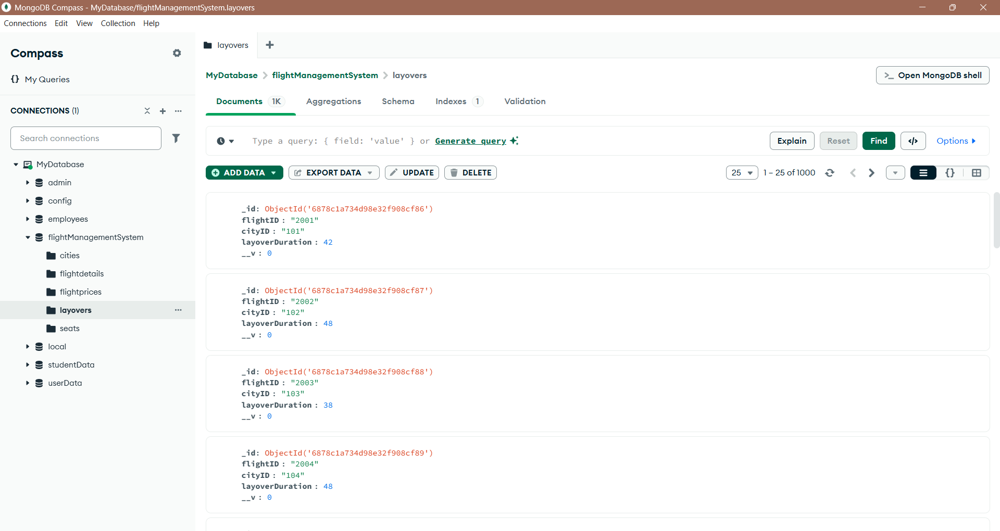 MongoDB Compass - MyDatabase/flightManagementSystem.layovers
Connections Edit View Collection Help
Compass
{} My Queries
CONNECTIONS (1)
Search connections
MyDatabase
admin
config
employees
flightManagementSystem
cities
flightdetails
flightprices
layovers
seats
local
studentData
userData
layovers
MyDatabase > flightManagementSystem > layovers
>_ Open MongoDB shell
Documents 1K Aggregations Schema Indexes 1 Validation
Type a query: { field: 'value' } or Generate query
Explain Reset Find </> Options
ADD DATA EXPORT DATA UPDATE DELETE
25 1 – 25 of 1000 {}
_id: ObjectId('6878c1a734d98e32f908cf86')
flightID : "2001"
cityID : "101"
layoverDuration : 42
__v : 0
_id: ObjectId('6878c1a734d98e32f908cf87')
flightID : "2002"
cityID : "102"
layoverDuration : 48
__v : 0
_id: ObjectId('6878c1a734d98e32f908cf88')
flightID : "2003"
cityID : "103"
layoverDuration : 38
__v : 0
_id: ObjectId('6878c1a734d98e32f908cf89')
flightID : "2004"
cityID : "104"
layoverDuration : 48
__v : 0